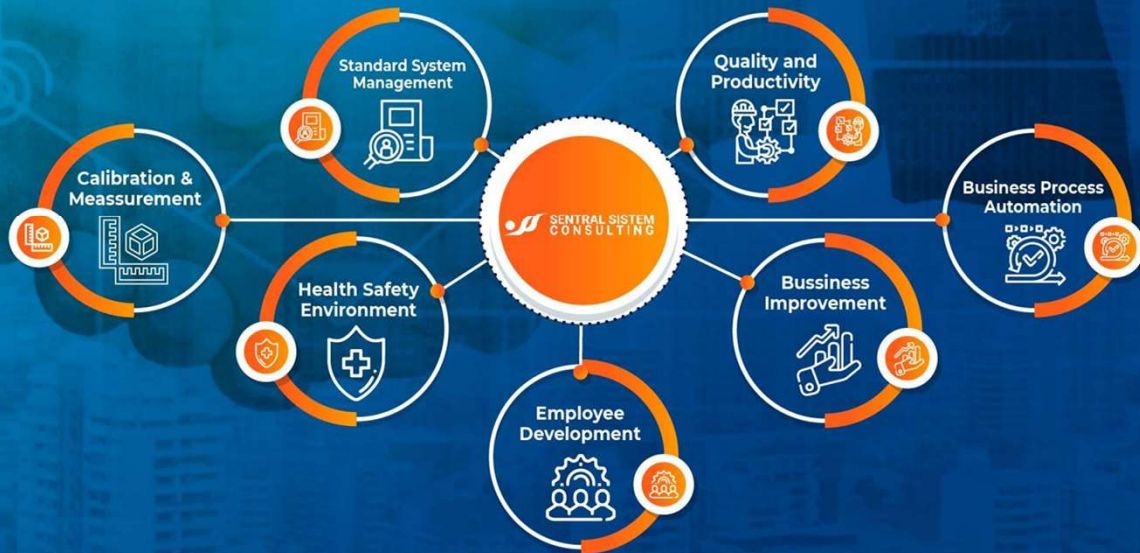 Standard System
Management
Quality and
Productivity
Calibration &
Meassurement
SENTRAL SISTEM
CONSULTING
Business Process
Automation
Health Safety
Environment
Bussiness
Improvement
Employee
Development